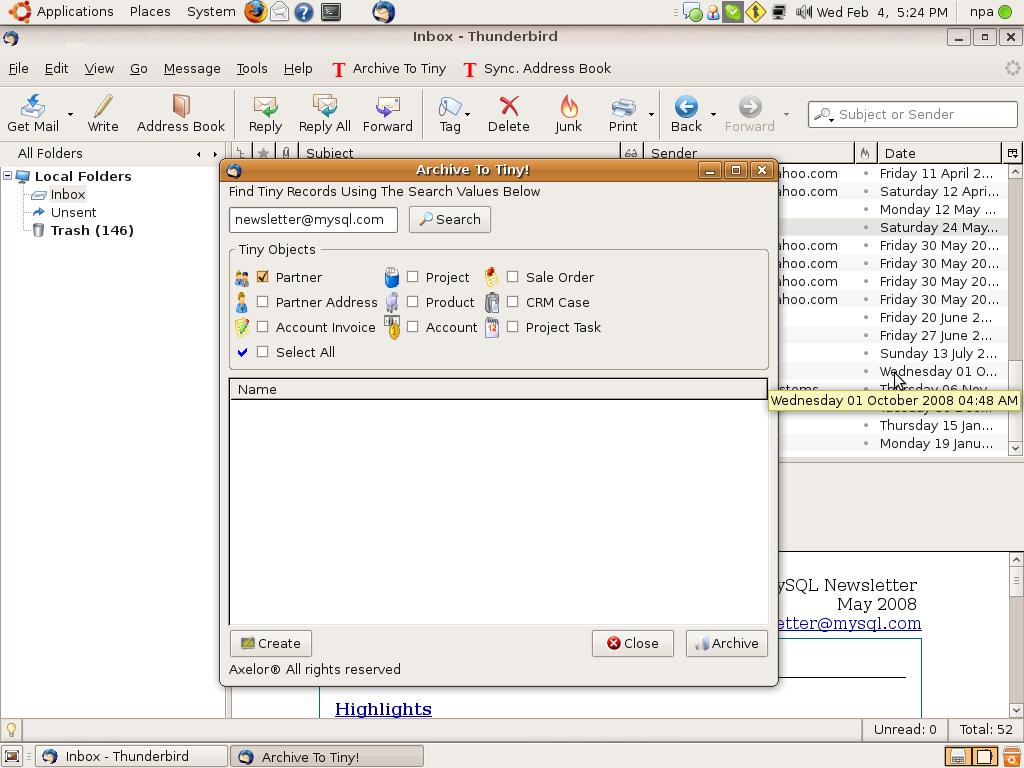 Applications Places System Wed Feb 4, 5:24 PM npa
Inbox - Thunderbird
File Edit View Go Message Tools Help T Archive To Tiny T Sync. Address Book
Get Mail Write Address Book Reply Reply All Forward Tag Delete Junk Print Back Forward Subject or Sender
All Folders Subject Sender Date
Local Folders
Inbox
Unsent
Trash (146)
Archive To Tiny!
Find Tiny Records Using The Search Values Below
newsletter@mysql.com Search
Tiny Objects
Partner Project Sale Order
Partner Address Product CRM Case
Account Invoice Account Project Task
Select All
Name
Create Close Archive
Axelor® All rights reserved
ahoo.com Friday 11 April 2...
ahoo.com Saturday 12 Apri...
Monday 12 May ...
Saturday 24 May...
ahoo.com Friday 30 May 20...
ahoo.com Friday 30 May 20...
ahoo.com Friday 30 May 20...
ahoo.com Friday 30 May 20...
Friday 20 June 2...
Friday 27 June 2...
Sunday 13 July 2...
Wednesday 01 O...
Wednesday 01 October 2008 04:48 AM
Thursday 15 Jan...
Monday 19 Janu...
ySQL Newsletter
May 2008
etter@mysql.com
Highlights
Unread: 0 Total: 52
Inbox - Thunderbird Archive To Tiny!